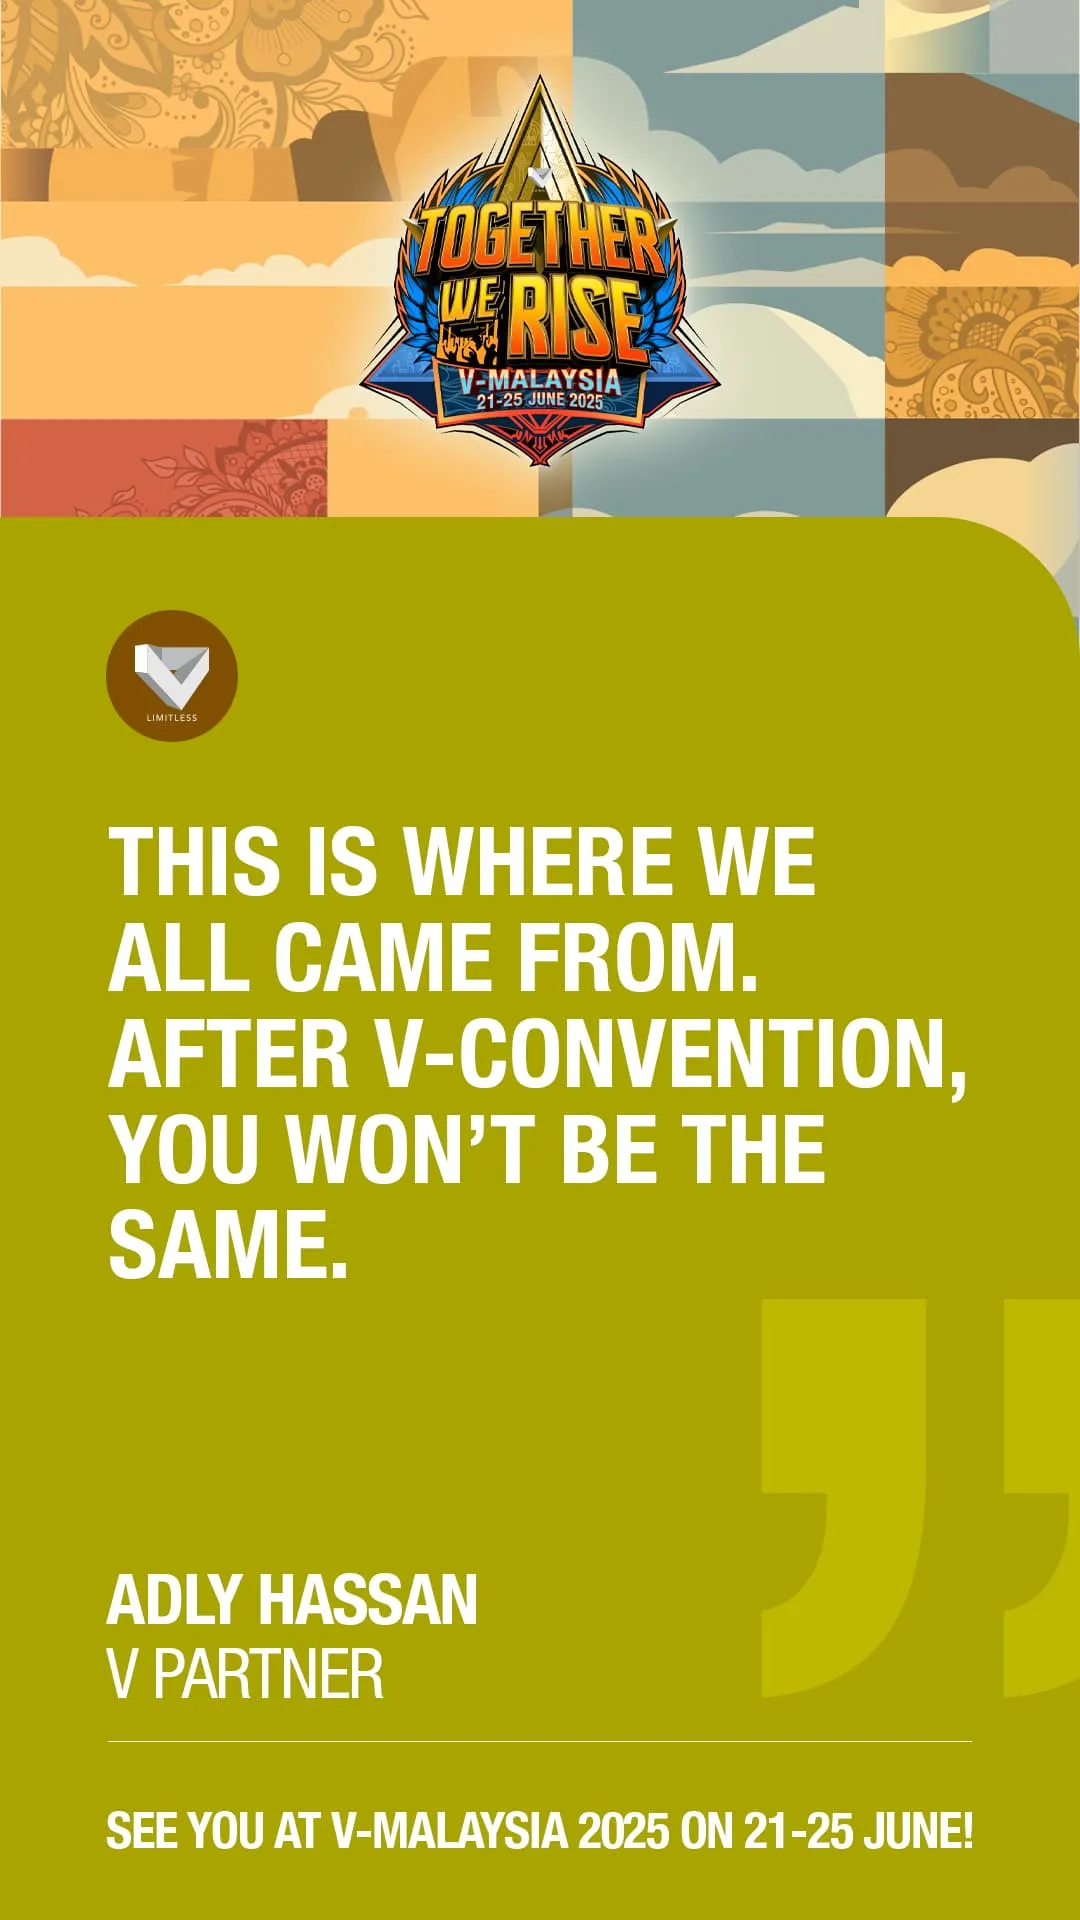 TOGETHER
WE RISE
V-MALAYSIA
21-25 JUNE 2025
LIMITLESS
THIS IS WHERE WE
ALL CAME FROM.
AFTER V-CONVENTION,
YOU WON’T BE THE
SAME.
ADLY HASSAN
V PARTNER
SEE YOU AT V-MALAYSIA 2025 ON 21-25 JUNE!